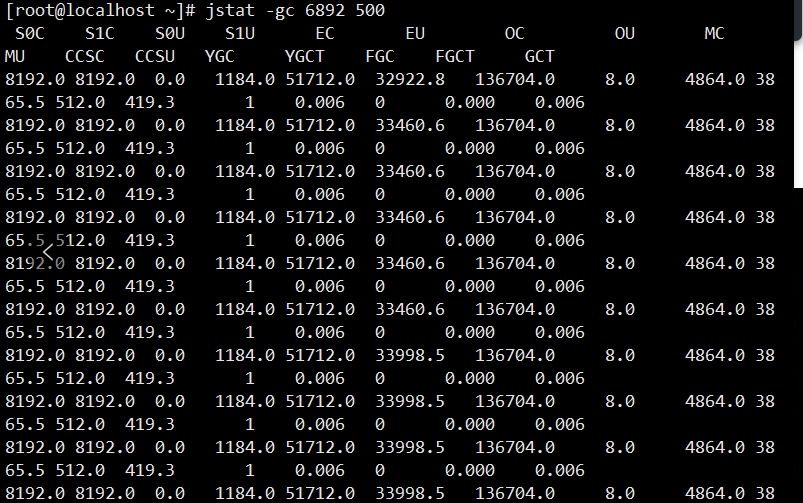 [root@localhost ~]# jstat -gc 6892 500
S0C S1C S0U S1U EC EU OC OU MC
MU CCSC CCSU YGC YGCT FGC FGCT GCT
8192.0 8192.0 0.0 1184.0 51712.0 32922.8 136704.0 8.0 4864.0 38
65.5 512.0 419.3 1 0.006 0 0.000 0.006
8192.0 8192.0 0.0 1184.0 51712.0 33460.6 136704.0 8.0 4864.0 38
65.5 512.0 419.3 1 0.006 0 0.000 0.006
8192.0 8192.0 0.0 1184.0 51712.0 33460.6 136704.0 8.0 4864.0 38
65.5 512.0 419.3 1 0.006 0 0.000 0.006
8192.0 8192.0 0.0 1184.0 51712.0 33460.6 136704.0 8.0 4864.0 38
65.5 512.0 419.3 1 0.006 0 0.000 0.006
8192.0 8192.0 0.0 1184.0 51712.0 33460.6 136704.0 8.0 4864.0 38
65.5 512.0 419.3 1 0.006 0 0.000 0.006
8192.0 8192.0 0.0 1184.0 51712.0 33460.6 136704.0 8.0 4864.0 38
65.5 512.0 419.3 1 0.006 0 0.000 0.006
8192.0 8192.0 0.0 1184.0 51712.0 33998.5 136704.0 8.0 4864.0 38
65.5 512.0 419.3 1 0.006 0 0.000 0.006
8192.0 8192.0 0.0 1184.0 51712.0 33998.5 136704.0 8.0 4864.0 38
65.5 512.0 419.3 1 0.006 0 0.000 0.006
8192.0 8192.0 0.0 1184.0 51712.0 33998.5 136704.0 8.0 4864.0 38
65.5 512.0 419.3 1 0.006 0 0.000 0.006
8192.0 8192.0 0.0 1184.0 51712.0 33998.5 136704.0 8.0 4864.0 38